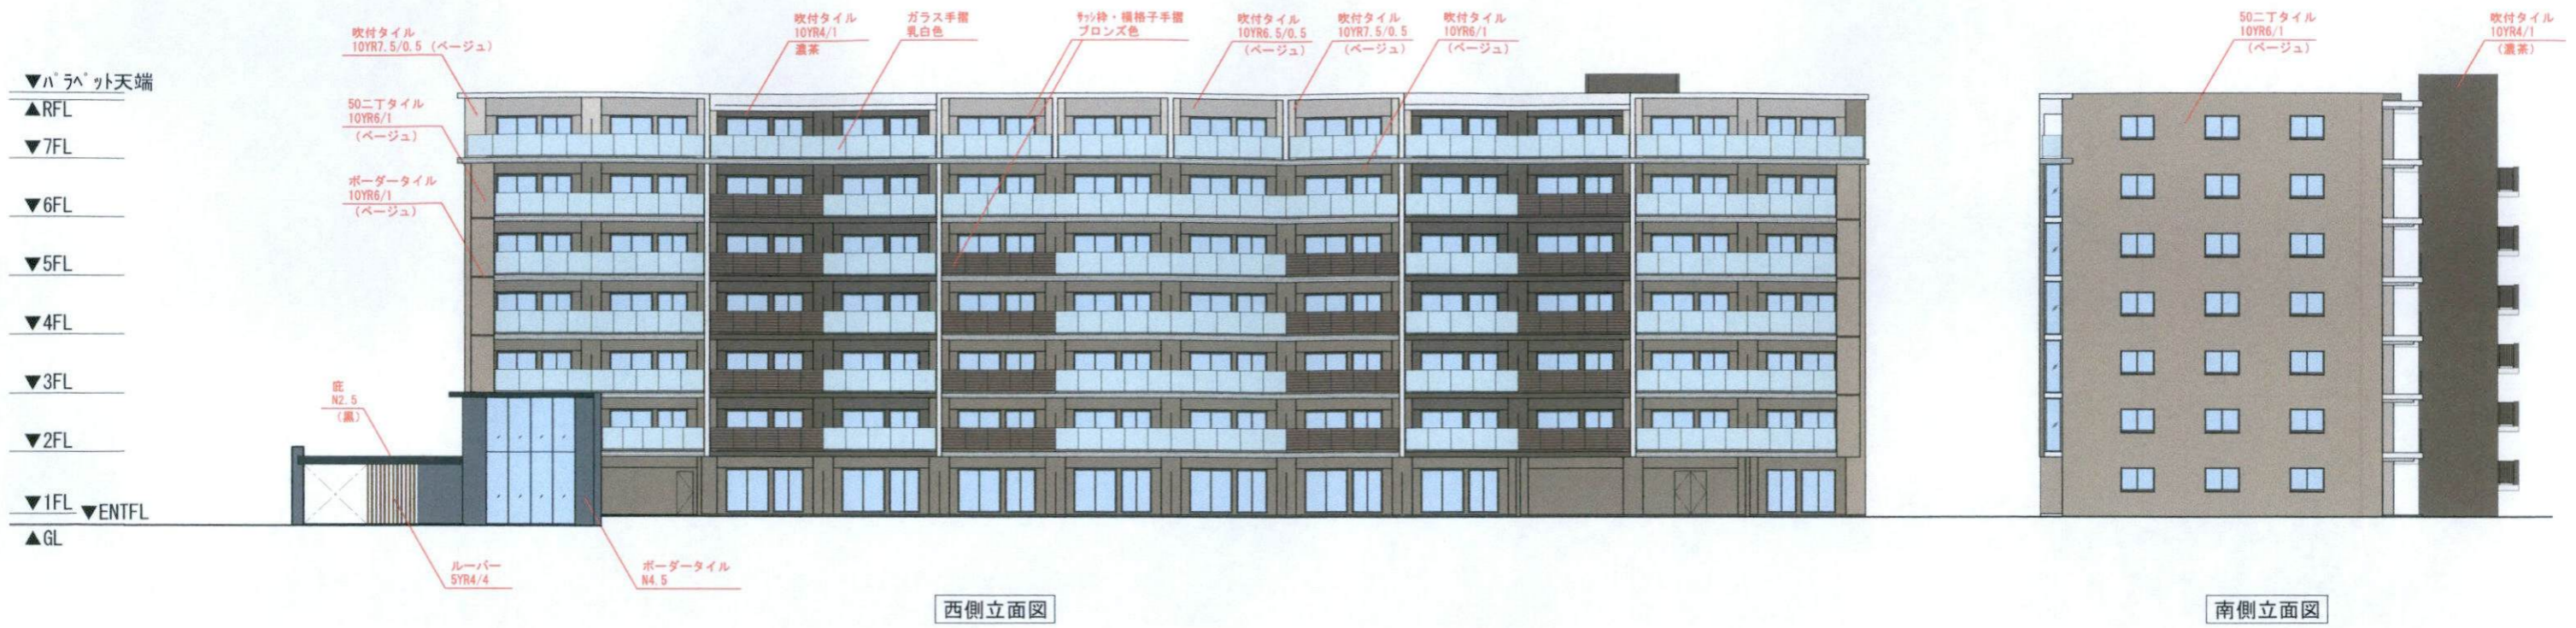 吹付タイル
10YR7.5/0.5 (ベージュ)
吹付タイル
10YR4/1
濃茶
ガラス手摺
乳白色
サッシ枠・横格子手摺
ブロンズ色
吹付タイル
10YR6.5/0.5
(ベージュ)
吹付タイル
10YR7.5/0.5
(ベージュ)
吹付タイル
10YR6/1
(ベージュ)
50二丁タイル
10YR6/1
(ベージュ)
吹付タイル
10YR4/1
(濃茶)
▼パラペット天端
▲RFL
▼7FL
▼6FL
▼5FL
▼4FL
▼3FL
▼2FL
▼1FL
▼ENTFL
▲GL
50二丁タイル
10YR6/1
(ベージュ)
ボーダータイル
10YR6/1
(ベージュ)
庇
N2.5
(黒)
ルーバー
5YR4/4
ボーダータイル
N4.5
西側立面図
南側立面図